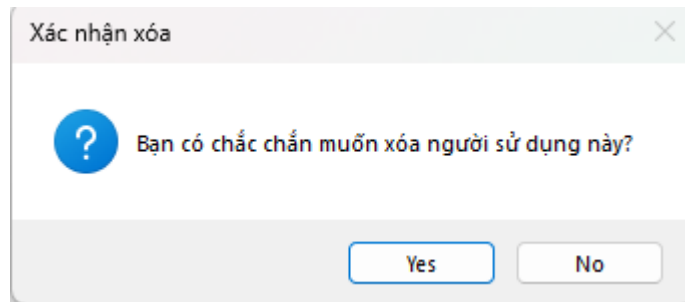 Xác nhận xóa
Bạn có chắc chắn muốn xóa người sử dụng này?
Yes
No